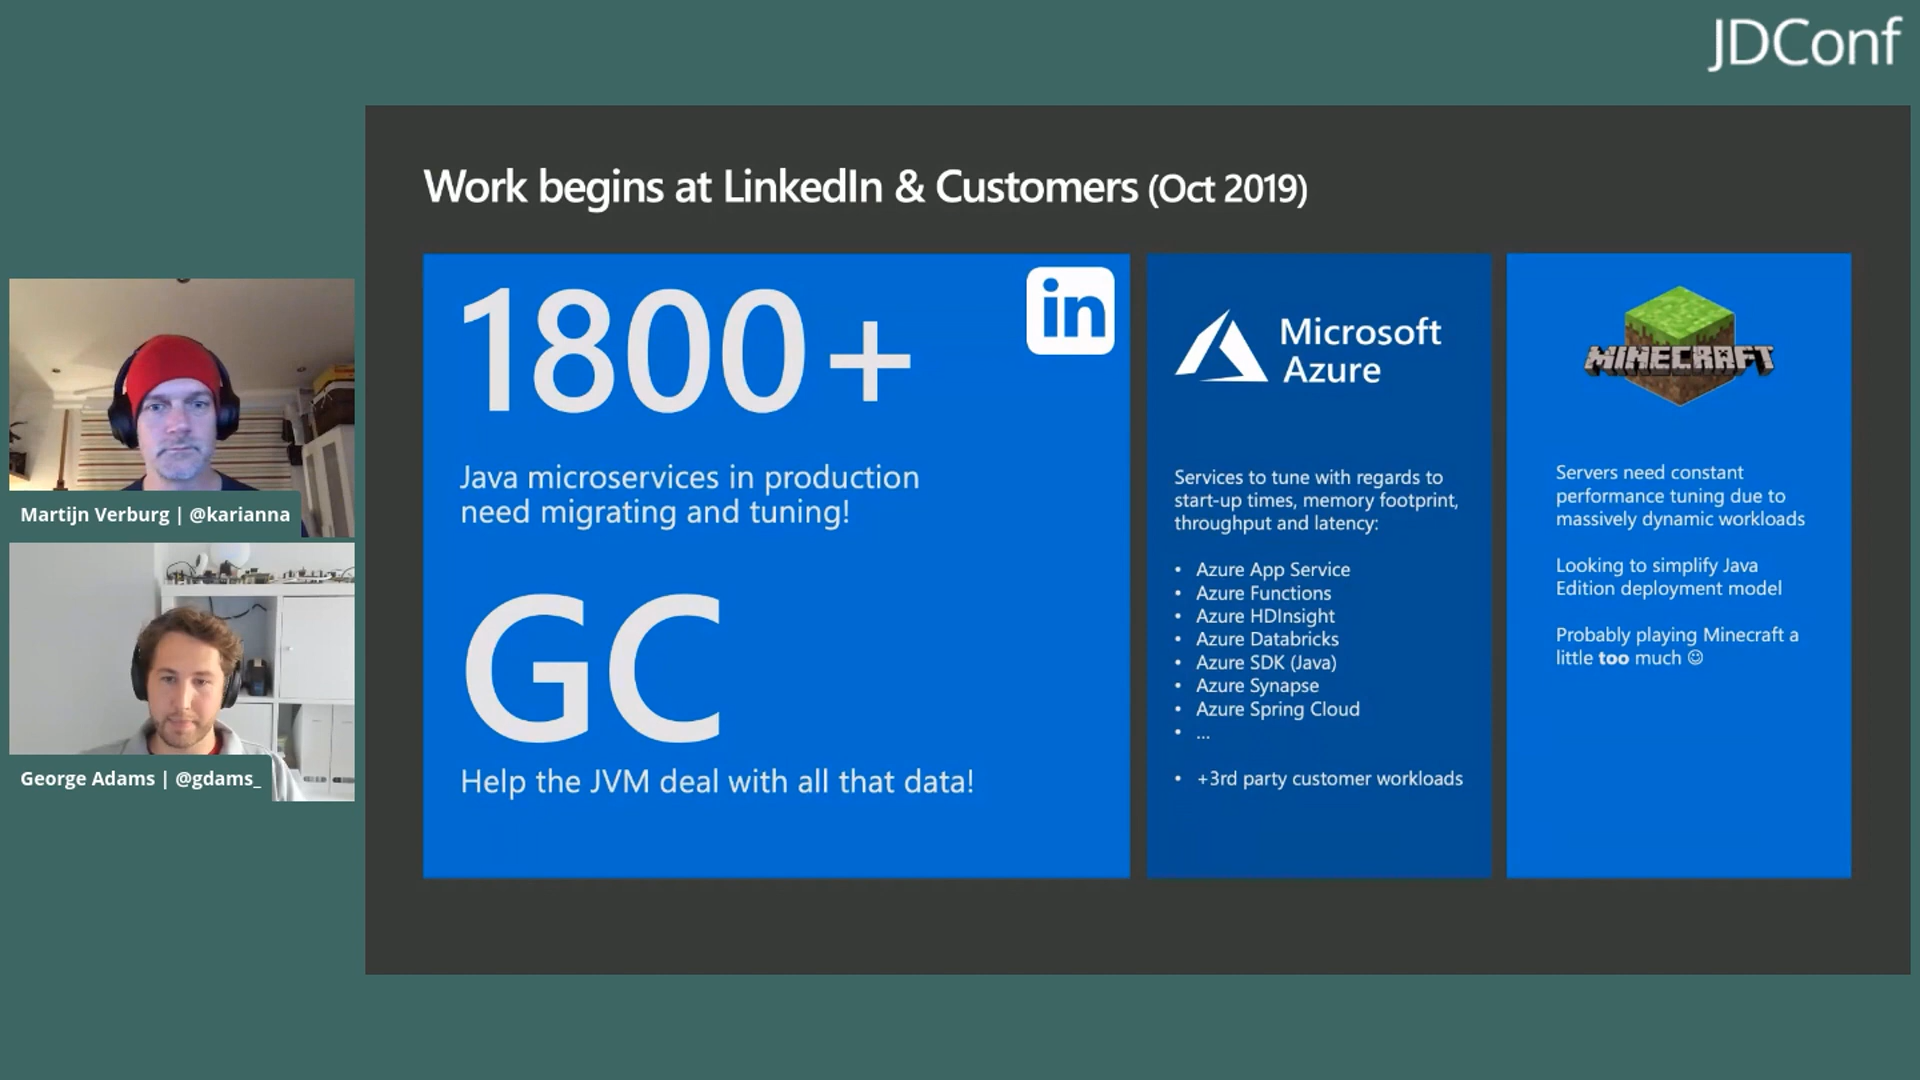 JDConf
Work begins at LinkedIn & Customers (Oct 2019)
1800+
in
Java microservices in production
need migrating and tuning!
GC
Help the JVM deal with all that data!
Microsoft
Azure
Services to tune with regards to
start-up times, memory footprint,
throughput and latency:
• Azure App Service
• Azure Functions
• Azure HDInsight
• Azure Databricks
• Azure SDK (Java)
• Azure Synapse
• Azure Spring Cloud
• ...
• +3rd party customer workloads
MINECRAFT
Servers need constant
performance tuning due to
massively dynamic workloads
Looking to simplify Java
Edition deployment model
Probably playing Minecraft a
little too much ☺
Martijn Verburg | @karianna
George Adams | @gdams_